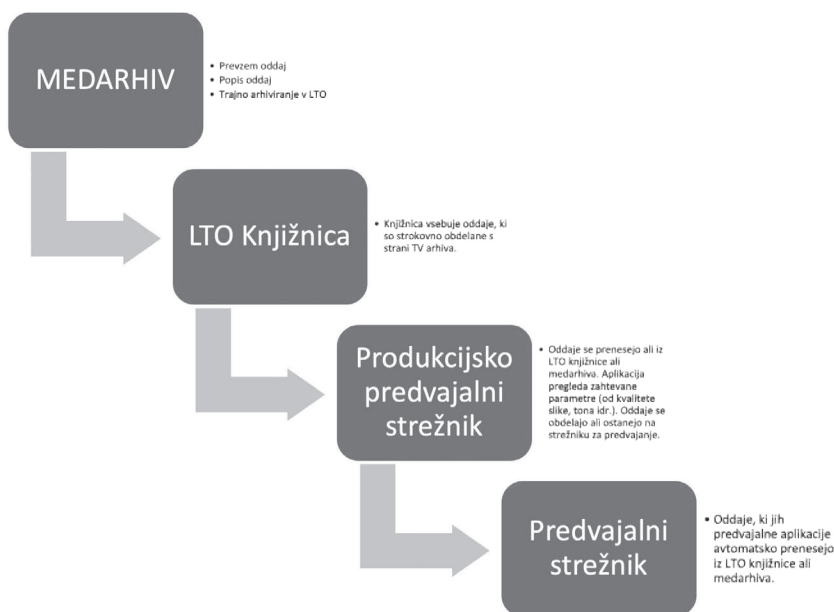 MEDARHIV
• Prevzem oddaj
• Popis oddaj
• Trajno arhiviranje v LTO
LTO Knjižnica
• Knjižnica vsebuje oddaje, ki
so strokovno obdelane s
strani TV arhiva.
Produkcijsko
predvajalni
strežnik
• Oddaje se prenesejo ali iz
LTO knjižnice ali
medarhiva. Aplikacija
pregleda zahtevane
parametre (od kvalitete
slike, tona idr.). Oddaje se
obdelajo ali ostanejo na
strežniku za predvajanje.
Predvajalni
strežnik
• Oddaje, ki jih
predvajalne aplikacije
avtomatsko prenesejo
iz LTO knjižnice ali
medarhiva.